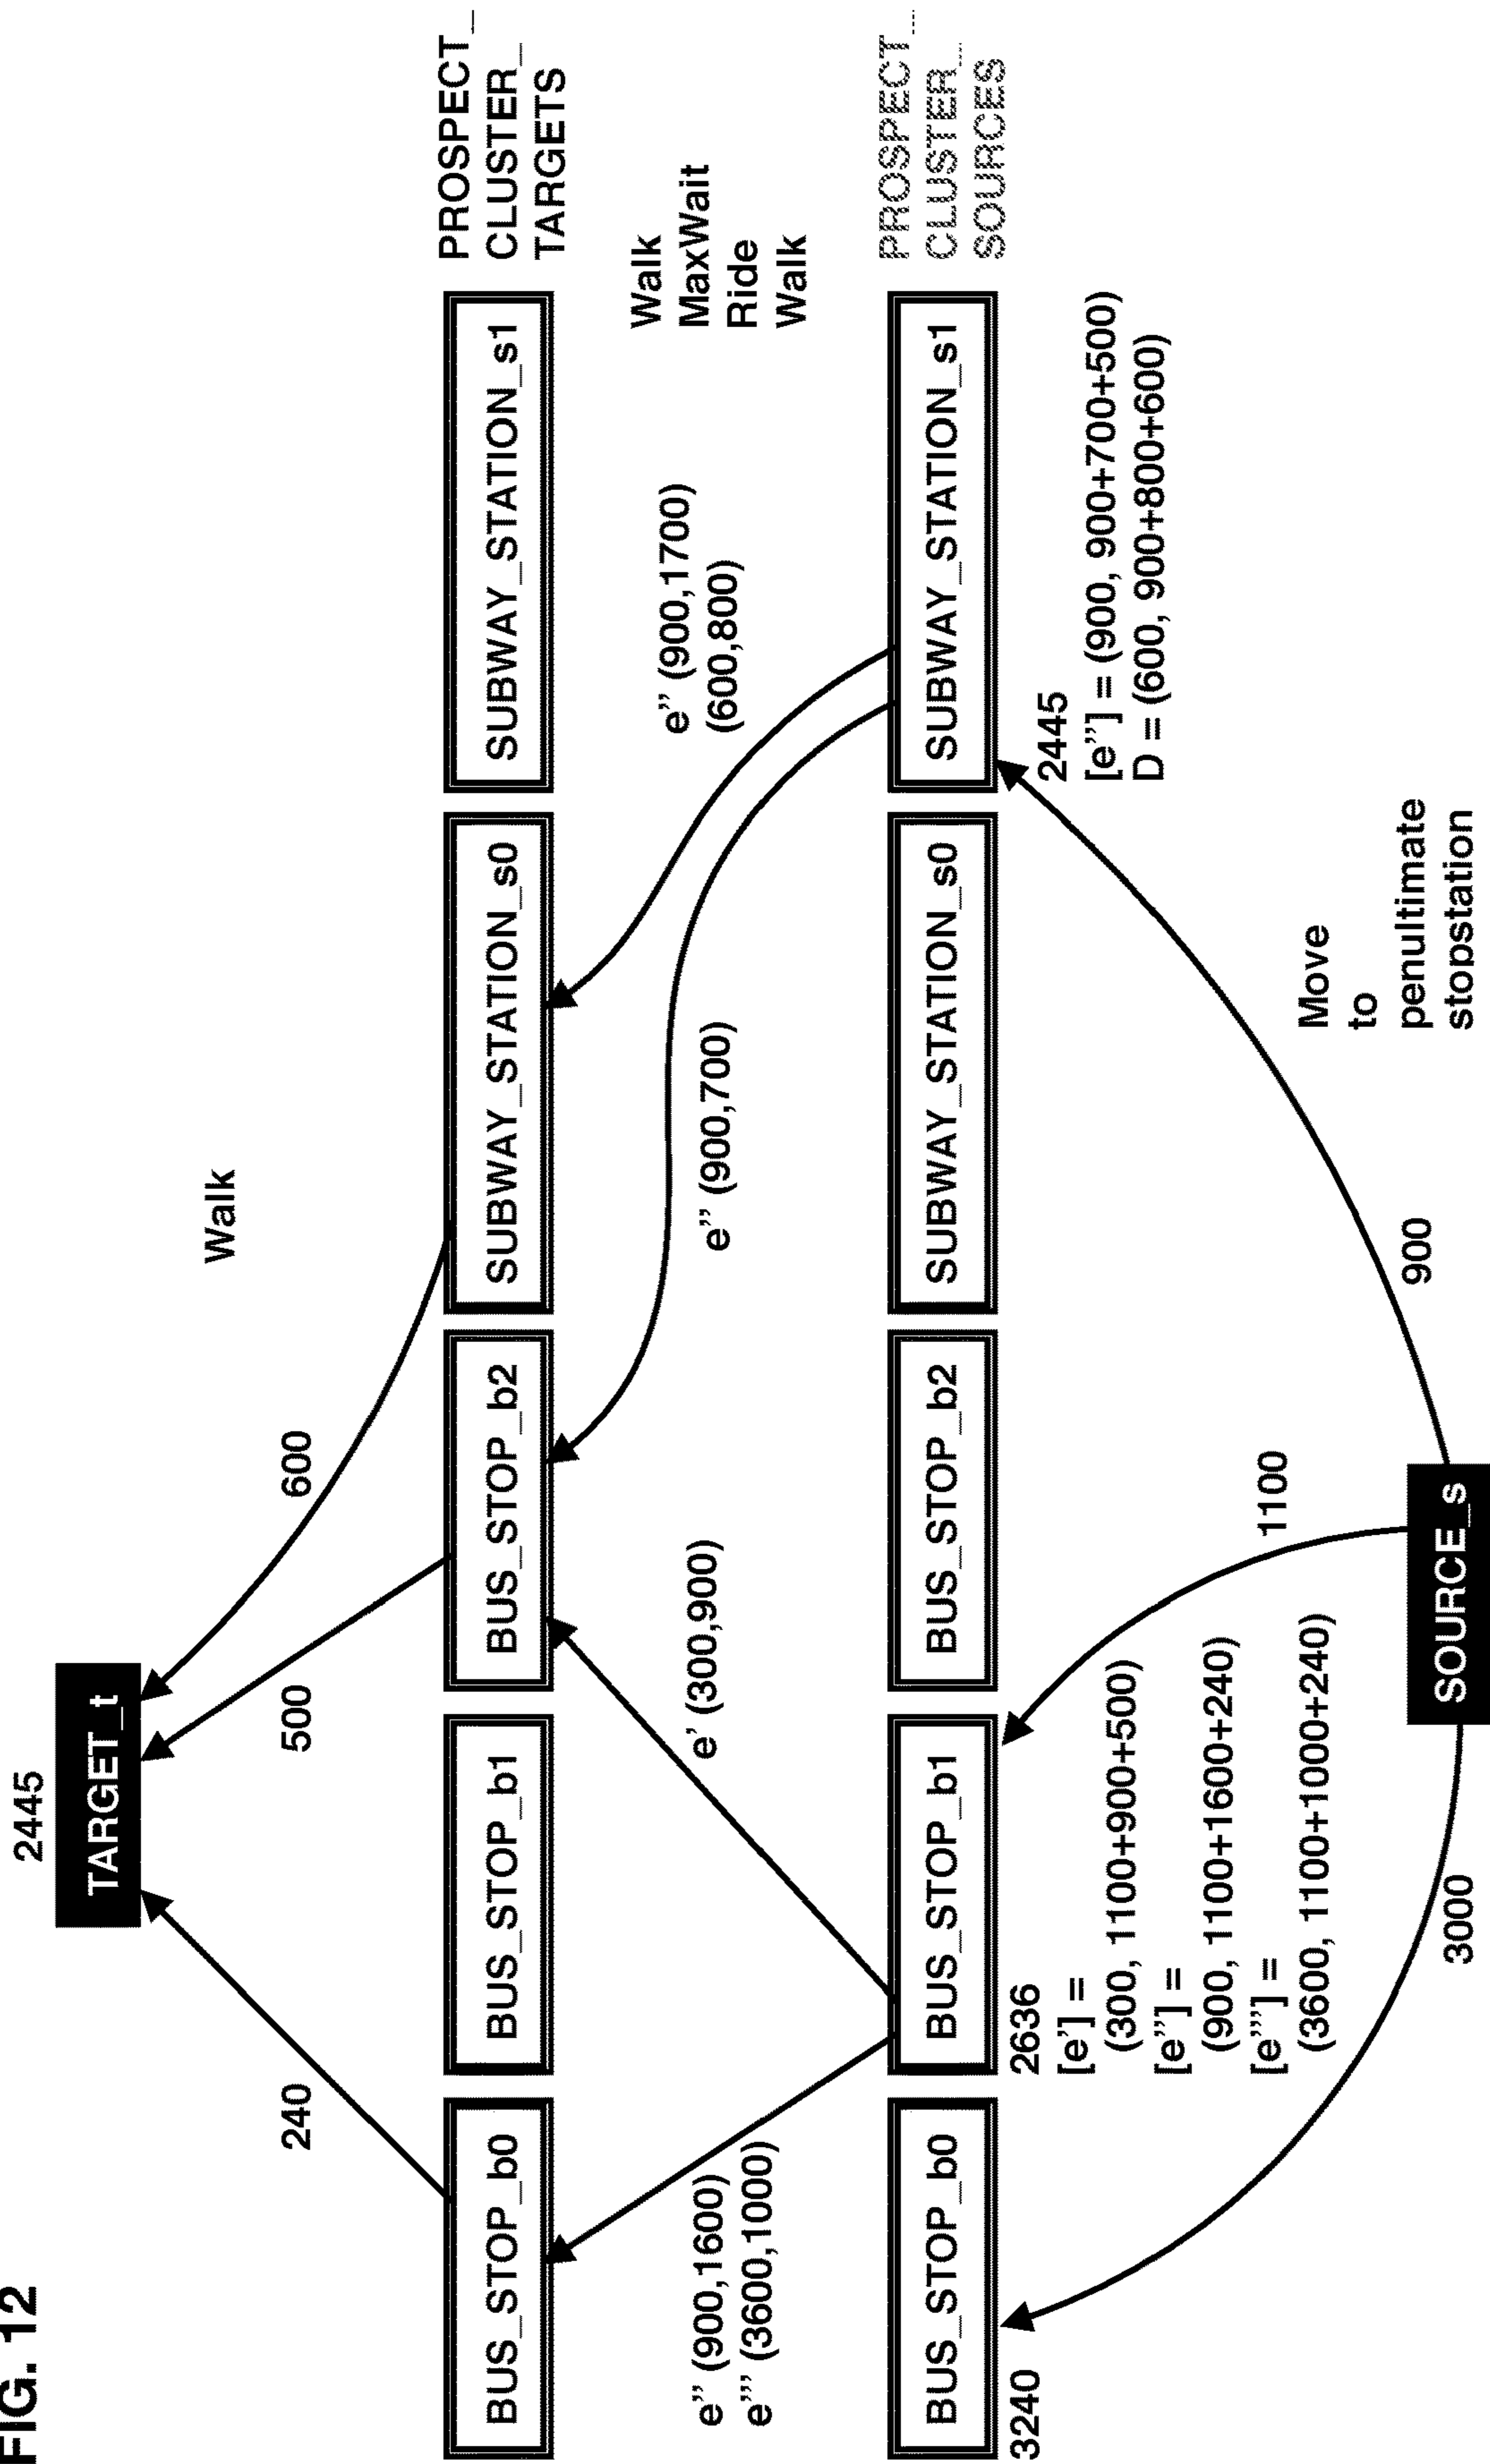 FIG. 12
2445
TARGET_t
Walk
240
500
600
PROSPECT_
CLUSTER_
TARGETS
BUS_STOP_b0
BUS_STOP_b1
BUS_STOP_b2
SUBWAY_STATION_s0
SUBWAY_STATION_s1
Walk
MaxWait
Ride
Walk
e'' (900,1600)
e''' (3600,1000)
e' (300,900)
e'' (900,700)
e'' (900,1700)
(600,800)
PROSPECT_
CLUSTER_
SOURCES
BUS_STOP_b0
BUS_STOP_b1
BUS_STOP_b2
SUBWAY_STATION_s0
SUBWAY_STATION_s1
3240
2636
[e'] =
(300, 1100+900+500)
[e''] =
(900, 1100+1600+240)
[e'''] =
(3600, 1100+1000+240)
2445
[e''] = (900, 900+700+500)
D = (600, 900+800+600)
1100
900
3000
Move
to
penultimate
stopstation
SOURCE_s